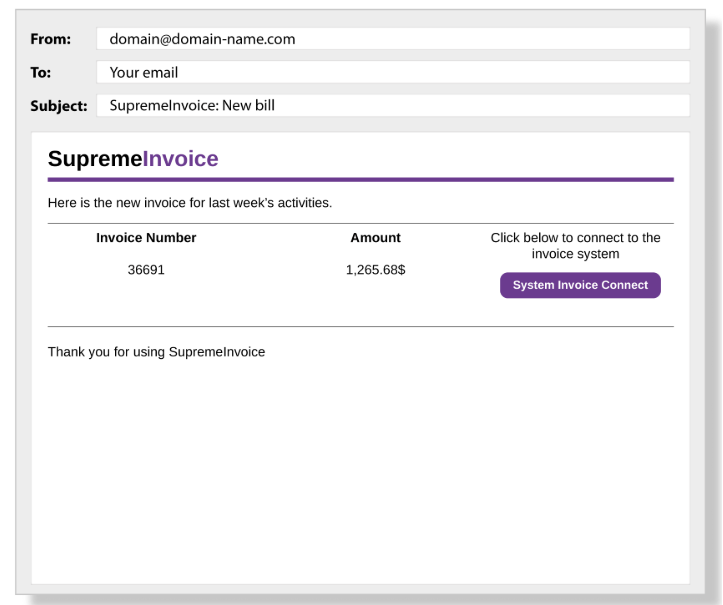 From: domain@domain-name.com
To: Your email
Subject: SupremeInvoice: New bill
SupremeInvoice
Here is the new invoice for last week's activities.
Invoice Number
36691
Amount
1,265.68$
Click below to connect to the
invoice system
System Invoice Connect
Thank you for using SupremeInvoice